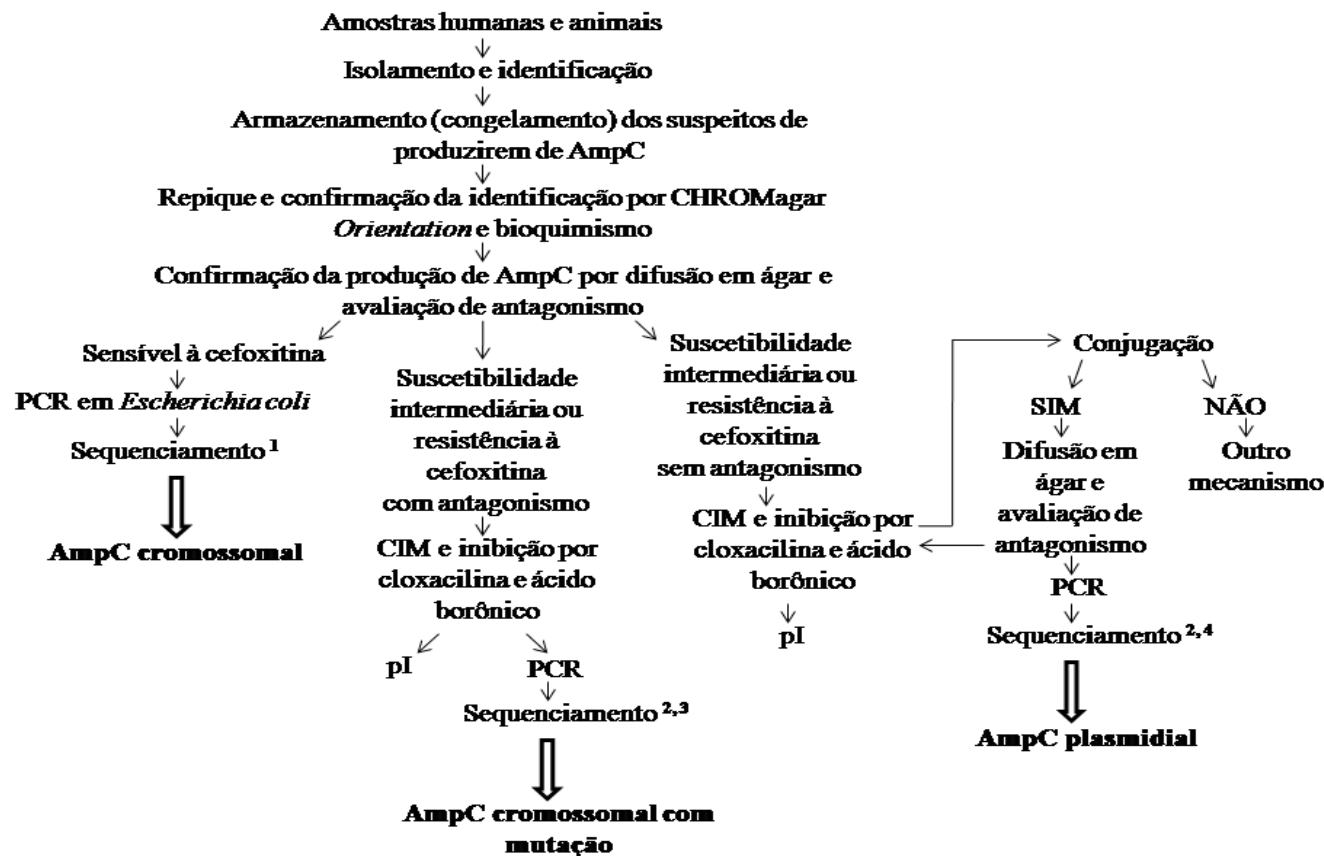 Amostras humanas e animais
Isolamento e identificação
Armazenamento (congelamento) dos suspeitos de
produzirem de AmpC
Repique e confirmação da identificação por CHROMagar
Orientation e bioquimismo
Confirmação da produção de AmpC por difusão em ágar e
avaliação de antagonismo
Sensível à cefoxitina
PCR em Escherichia coli
Sequenciamento 1
AmpC cromossomal
Suscetibilidade
intermediária ou
resistência à
cefoxitina
com antagonismo
CIM e inibição por
cloxacilina e ácido
borônico
pI
PCR
Sequenciamento 2,3
AmpC cromossomal com
mutação
Suscetibilidade
intermediária ou
resistência à
cefoxitina
sem antagonismo
CIM e inibição por
cloxacilina e ácido
borônico
pI
Conjugação
SIM
Difusão em
ágar e
avaliação de
antagonismo
PCR
Sequenciamento 2,4
AmpC plasmidial
NÃO
Outro
mecanismo